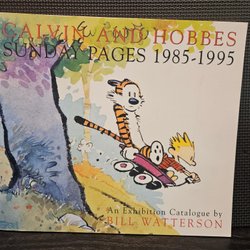 CALVIN AND HOBBES
SUNDAY PAGES 1985-1995
An Exhibition Catalogue by
BILL WATTERSON